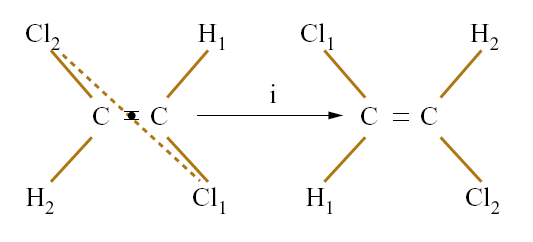 Cl₂ H₁ Cl₁ H₂
i
C = C C = C
H₂ Cl₁ H₁ Cl₂